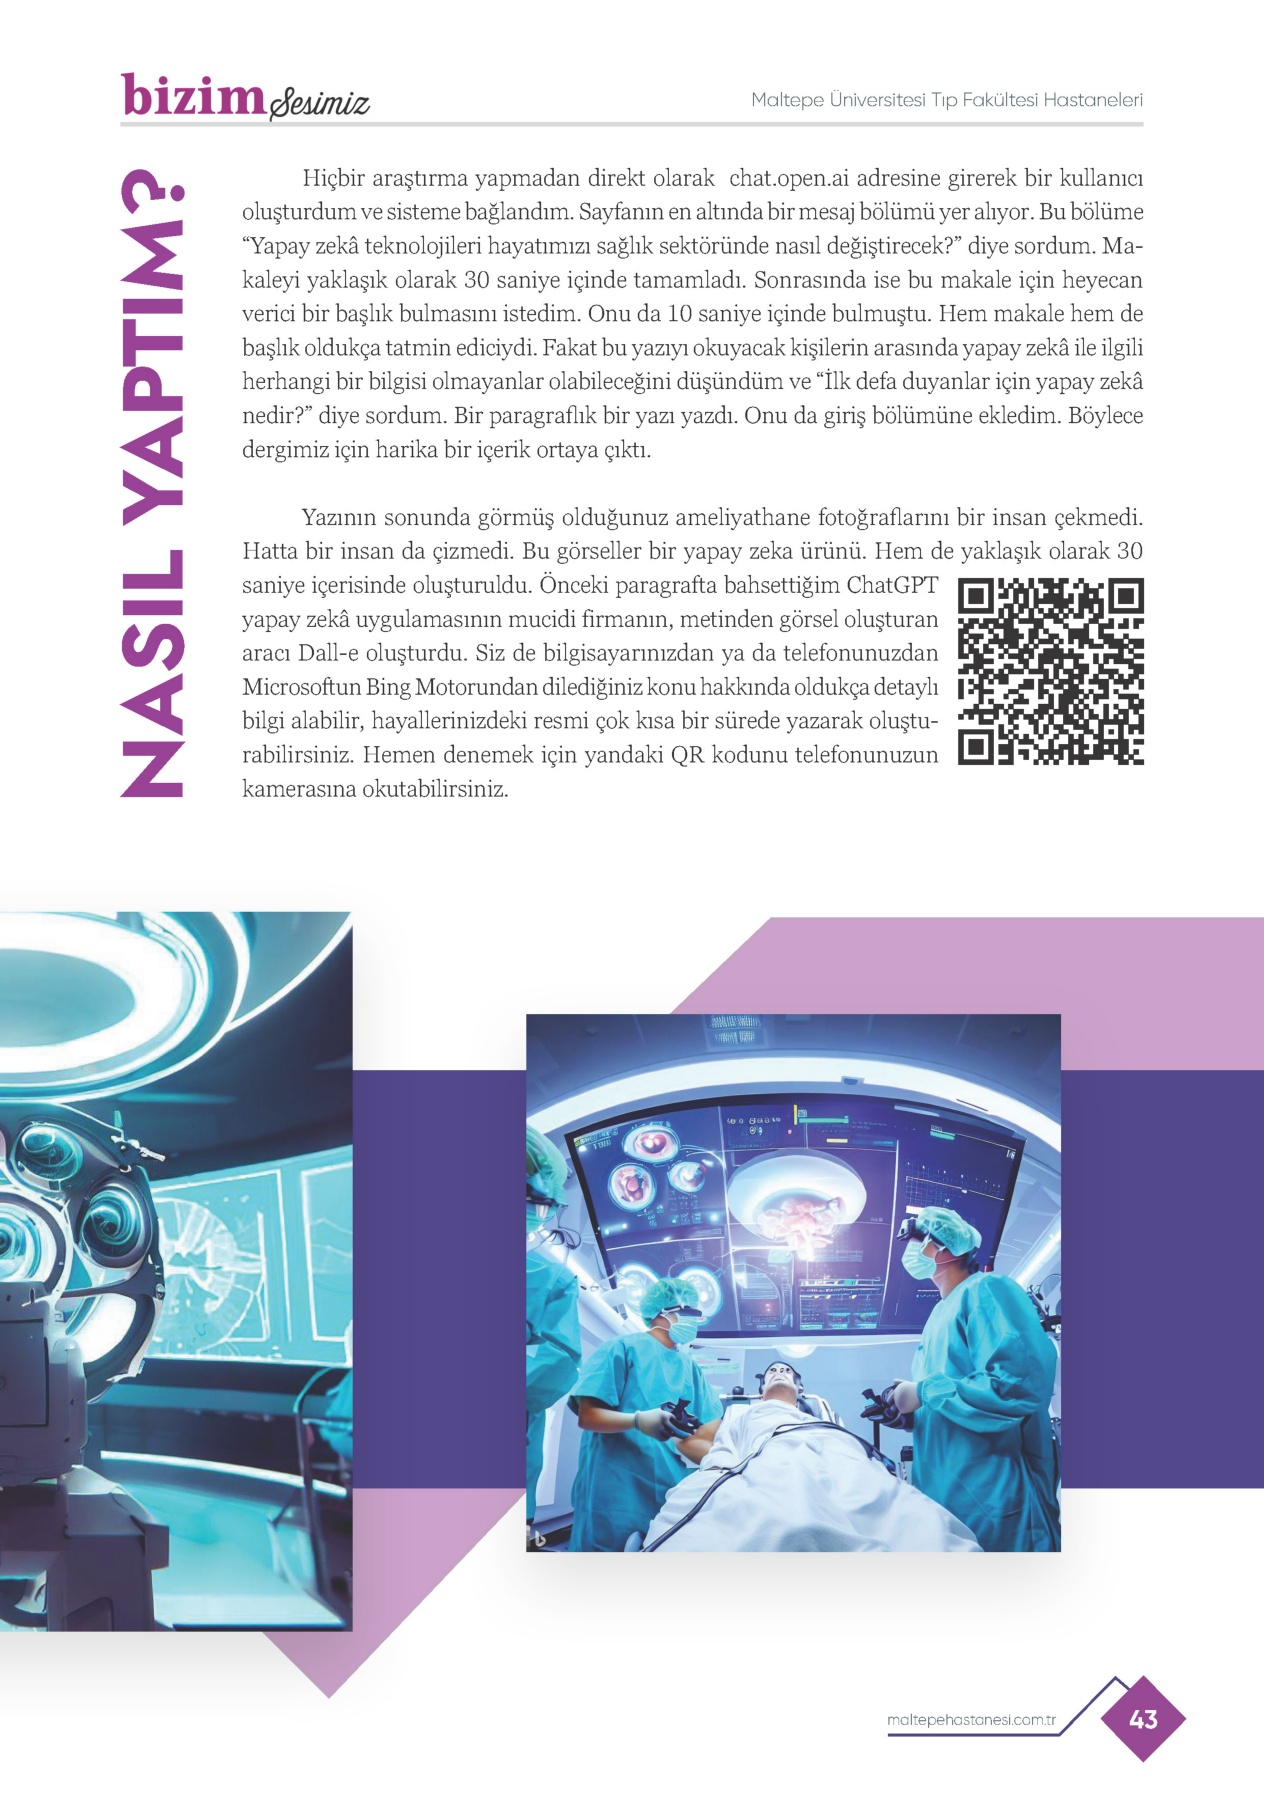 bizim Sesimiz
Maltepe Üniversitesi Tıp Fakültesi Hastaneleri
NASIL YAPTIM?
Hiçbir araştırma yapmadan direkt olarak chat.open.ai adresine girerek bir kullanıcı
oluşturdum ve sisteme bağlandım. Sayfanın en altında bir mesaj bölümü yer alıyor. Bu bölüme
“Yapay zekâ teknolojileri hayatımızı sağlık sektöründe nasıl değiştirecek?” diye sordum. Ma-
kaleyi yaklaşık olarak 30 saniye içinde tamamladı. Sonrasında ise bu makale için heyecan
verici bir başlık bulmasını istedim. Onu da 10 saniye içinde bulmuştu. Hem makale hem de
başlık oldukça tatmin ediciydi. Fakat bu yazıyı okuyacak kişilerin arasında yapay zekâ ile ilgili
herhangi bir bilgisi olmayanlar olabileceğini düşündüm ve “İlk defa duyanlar için yapay zekâ
nedir?” diye sordum. Bir paragraflık bir yazı yazdı. Onu da giriş bölümüne ekledim. Böylece
dergimiz için harika bir içerik ortaya çıktı.
Yazının sonunda görmüş olduğunuz ameliyathane fotoğraflarını bir insan çekmedi.
Hatta bir insan da çizmedi. Bu görseller bir yapay zeka ürünü. Hem de yaklaşık olarak 30
saniye içerisinde oluşturuldu. Önceki paragrafta bahsettiğim ChatGPT
yapay zekâ uygulamasının mucidi firmanın, metinden görsel oluşturan
aracı Dall-e oluşturdu. Siz de bilgisayarınızdan ya da telefonunuzdan
Microsoftun Bing Motorundan dilediğiniz konu hakkında oldukça detaylı
bilgi alabilir, hayallerinizdeki resmi çok kısa bir sürede yazarak oluştu-
rabilirsiniz. Hemen denemek için yandaki QR kodunu telefonunuzun
kamerasına okutabilirsiniz.
maltepehastanesi.com.tr
43